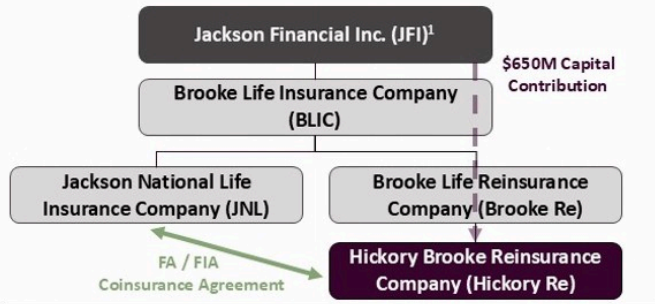 Jackson Financial Inc. (JFI)¹
$650M Capital
Contribution
Brooke Life Insurance Company
(BLIC)
Jackson National Life
Insurance Company (JNL)
Brooke Life Reinsurance
Company (Brooke Re)
FA / FIA
Coinsurance Agreement
Hickory Brooke Reinsurance
Company (Hickory Re)